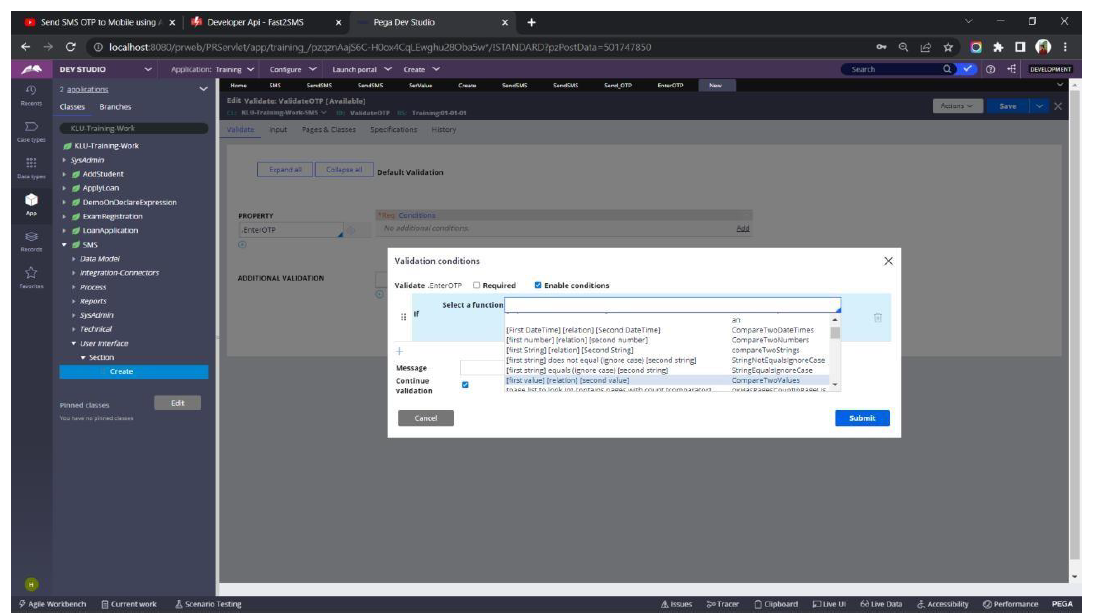 Send SMS OTP to Mobile using A
Developer Api - Fast2SMS
Pega Dev Studio
localhost:8080/prweb/PRServlet/app/training_/pzqznAajS6C-H0ox4CqLEwghu2BOba5w*/!STANDARD?pzPostData=501747850
DEV STUDIO
Application: Training
Configure
Launch portal
Create
Search
DEVELOPMENT
Recents
Case types
Data types
App
Records
Favorites
2 applications
Classes Branches
KLU-Training-Work
KLU-Training-Work
SysAdmin
AddStudent
ApplyLoan
DemoOnDeclareExpression
ExamRegistration
LoanApplication
SMS
Data Model
Integration-Connectors
Process
Reports
SysAdmin
Technical
User Interface
Section
Create
Pinned classes
Edit
You have no pinned classes
Home SMS SendSMS SendSMS SetValue Create SendSMS SendSMS Send_OTP EnterOTP New
Edit Validate: ValidateOTP [Available]
KLU-Training-Work-SMS ValidateOTP Training:01-01-01
Actions
Save
Validate Input Pages & Classes Specifications History
Expand all
Collapse all
Default Validation
PROPERTY
*Req Conditions
.EnterOTP
No additional conditions.
Add
ADDITIONAL VALIDATION
Validation conditions
Validate .EnterOTP Required Enable conditions
If
Select a function
an
[First DateTime] [relation] [Second DateTime] CompareTwoDateTimes
[first number] [relation] [second number] CompareTwoNumbers
[first String] [relation] [Second String] compareTwoStrings
[first string] does not equal (ignore case) [second string] StringNotEqualsIgnoreCase
[first string] equals (ignore case) [second string] StringEqualsIgnoreCase
[first value] [relation] [second value] CompareTwoValues
Message
Continue
validation
Cancel
Submit
H
Agile Workbench
Current work
Scenario Testing
Issues
Tracer
Clipboard
Live UI
Live Data
Accessibility
Performance
PEGA